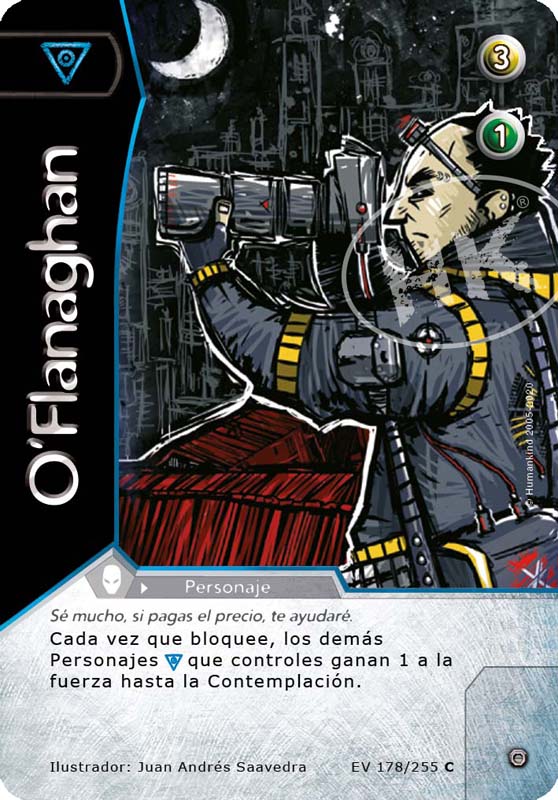 3
1
O'Flanaghan
HK®
© Humankind 2005-2020
Personaje
Sé mucho, si pagas el precio, te ayudaré.
Cada vez que bloquee, los demás
Personajes que controles ganan 1 a la
fuerza hasta la Contemplación.
Ilustrador: Juan Andrés Saavedra EV 178/255 C